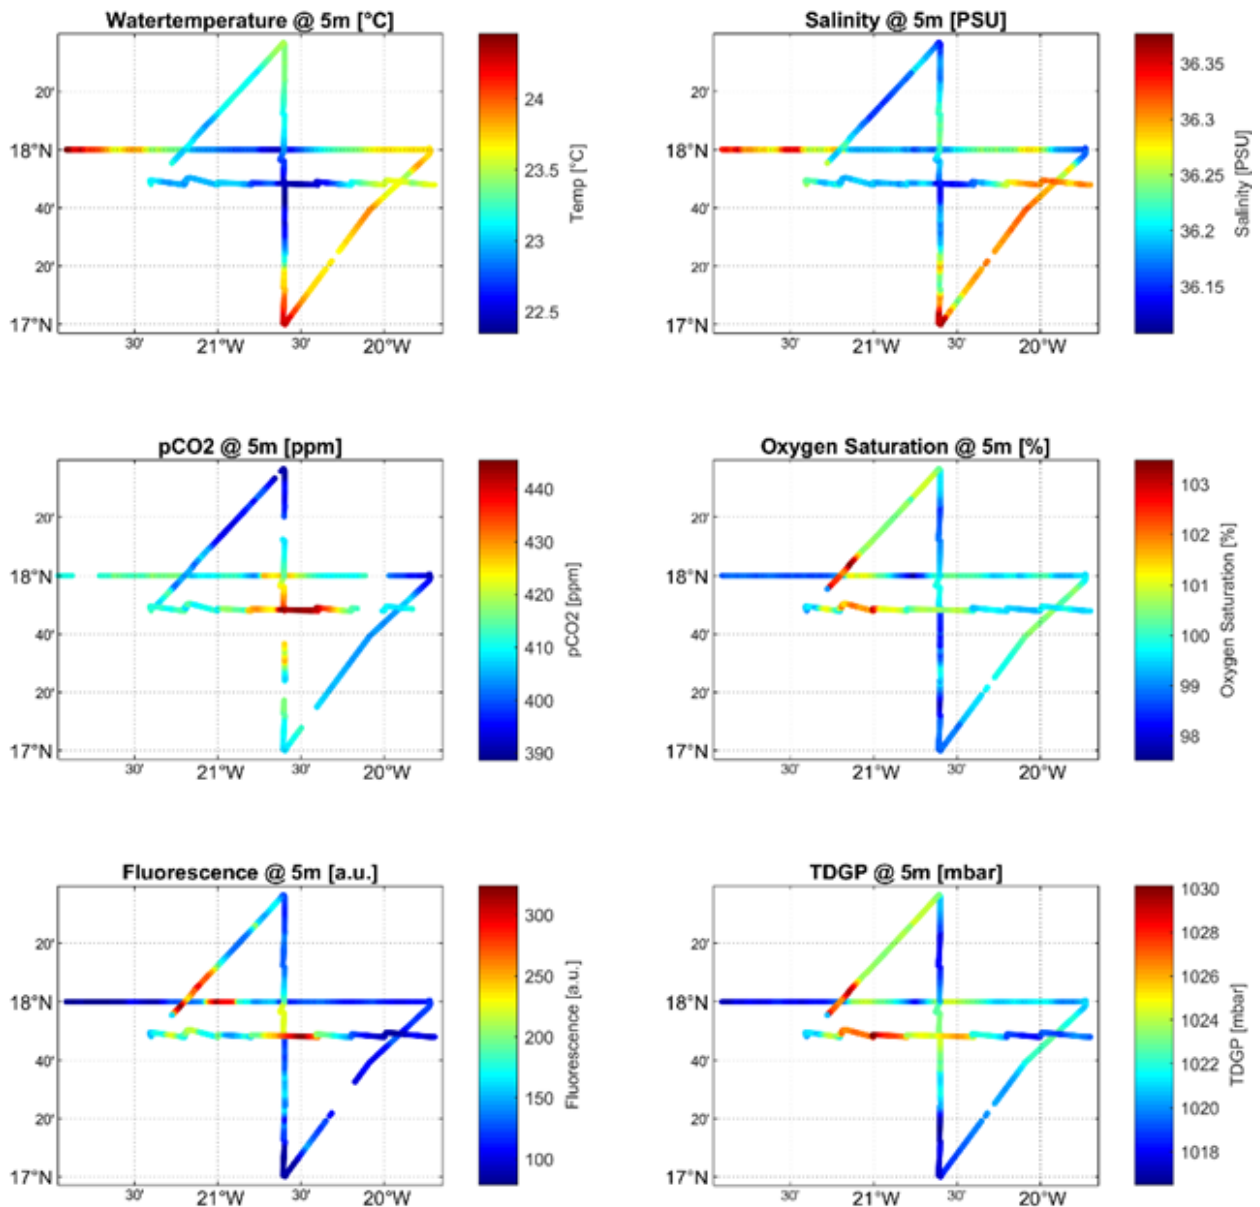 Watertemperature @ 5m [°C]
20'
18°N
40'
20'
17°N
30'
21°W
30'
20°W
24
23.5
23
22.5
Temp [°C]
Salinity @ 5m [PSU]
20'
18°N
40'
20'
17°N
30'
21°W
30'
20°W
36.35
36.3
36.25
36.2
36.15
Salinity [PSU]
pCO2 @ 5m [ppm]
20'
18°N
40'
20'
17°N
30'
21°W
30'
20°W
440
430
420
410
400
390
pCO2 [ppm]
Oxygen Saturation @ 5m [%]
20'
18°N
40'
20'
17°N
30'
21°W
30'
20°W
103
102
101
100
99
98
Oxygen Saturation [%]
Fluorescence @ 5m [a.u.]
20'
18°N
40'
20'
17°N
30'
21°W
30'
20°W
300
250
200
150
100
Fluorescence [a.u.]
TDGP @ 5m [mbar]
20'
18°N
40'
20'
17°N
30'
21°W
30'
20°W
1030
1028
1026
1024
1022
1020
1018
TDGP [mbar]